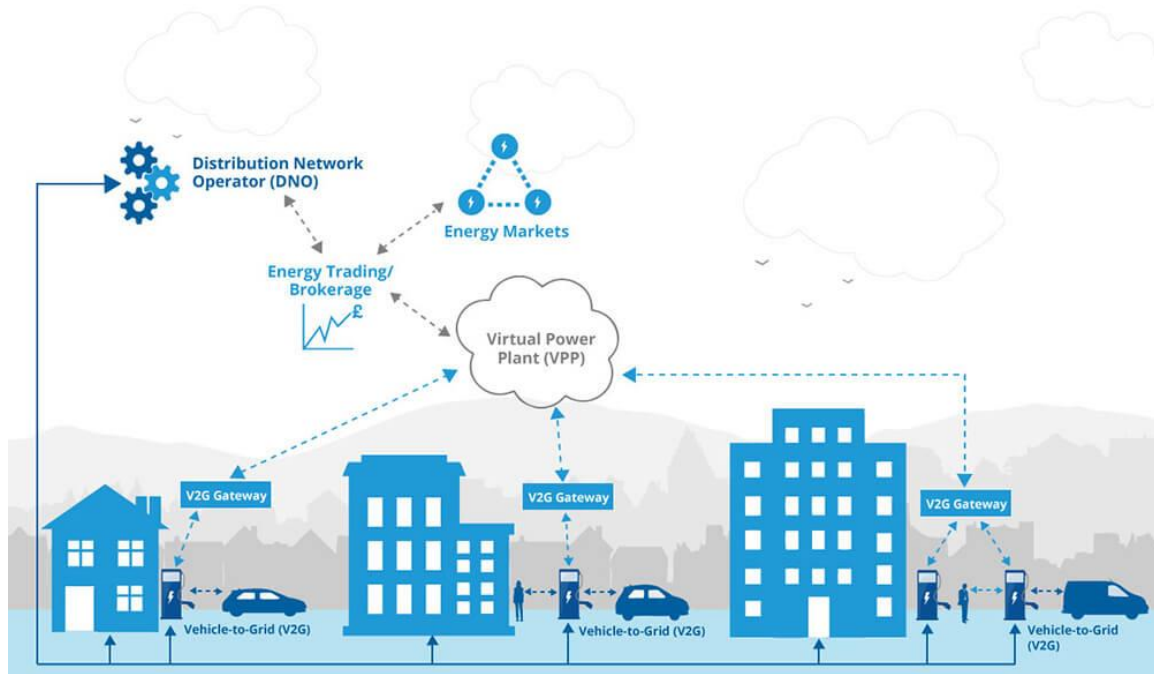 Distribution Network
Operator (DNO)
Energy Markets
Energy Trading/
Brokerage
£
Virtual Power
Plant (VPP)
V2G Gateway
V2G Gateway
V2G Gateway
Vehicle-to-Grid (V2G)
Vehicle-to-Grid (V2G)
Vehicle-to-Grid
(V2G)